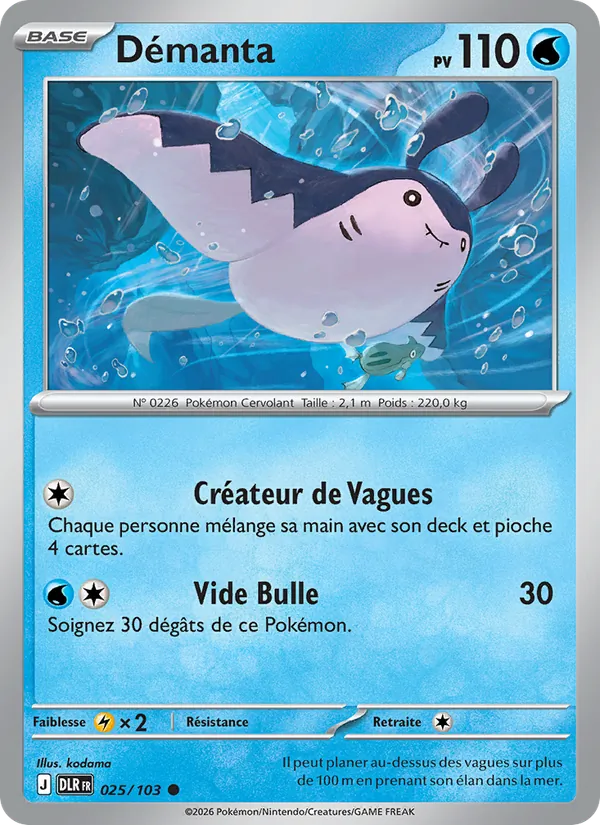 BASE
Démanta
PV 110
N° 0226 Pokémon Cervolant Taille : 2,1 m Poids : 220,0 kg
Créateur de Vagues
Chaque personne mélange sa main avec son deck et pioche
4 cartes.
Vide Bulle 30
Soignez 30 dégâts de ce Pokémon.
Faiblesse ×2 Résistance Retraite
Illus. kodama
Il peut planer au-dessus des vagues sur plus
de 100 m en prenant son élan dans la mer.
J DLR FR 025/103
©2026 Pokémon/Nintendo/Creatures/GAME FREAK